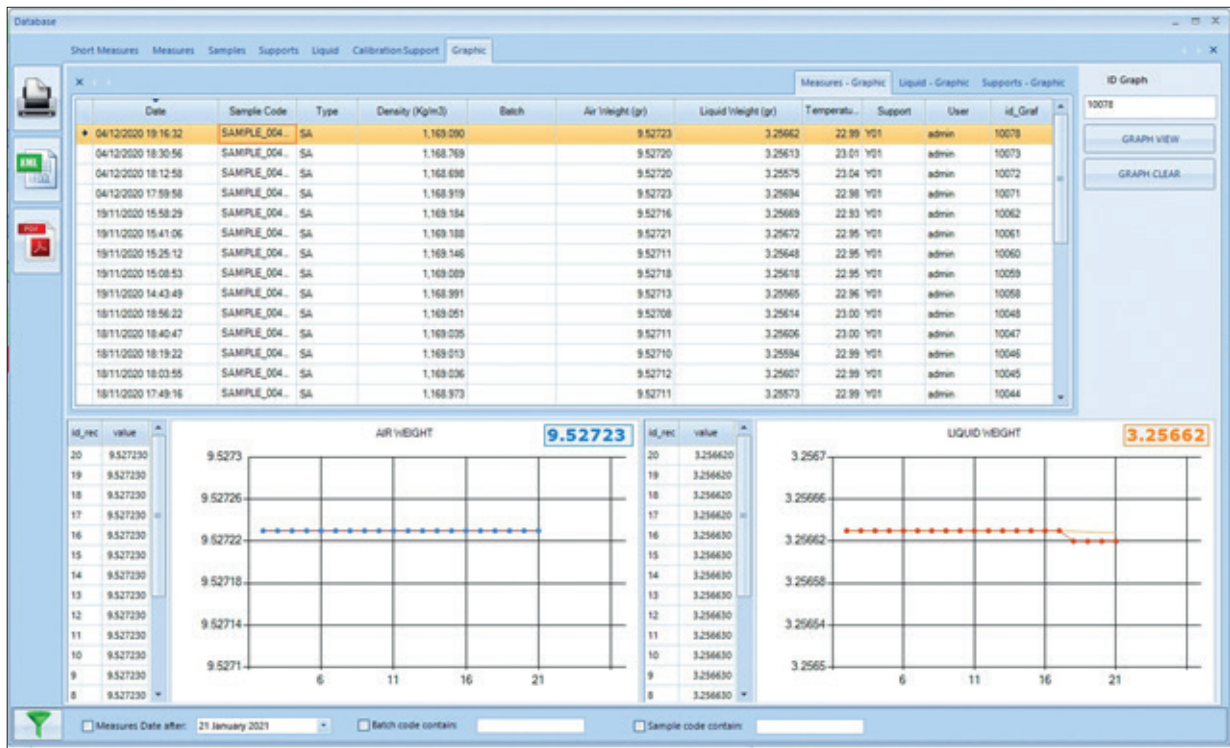 Database
Short Measures Measures Samples Supports Liquid Calibration Support Graphic
Measures - Graphic Liquid - Graphic Supports - Graphic
ID Graph
10078
GRAPH VIEW
GRAPH CLEAR
XML
PDF
Date Sample Code Type Density (Kg/m3) Batch Air Weight (gr) Liquid Weight (gr) Temperatu... Support User id_Graf
04/12/2020 19:16:32 SAMPLE_004... SA 1,169.090 9.52723 3.25662 22.99 Y01 admin 10078
04/12/2020 18:30:56 SAMPLE_004... SA 1,168.769 9.52720 3.25613 23.01 Y01 admin 10073
04/12/2020 18:12:58 SAMPLE_004... SA 1,168.698 9.52720 3.25575 23.04 Y01 admin 10072
04/12/2020 17:59:58 SAMPLE_004... SA 1,168.919 9.52723 3.25694 22.98 Y01 admin 10071
19/11/2020 15:58:29 SAMPLE_004... SA 1,169.184 9.52716 3.25669 22.93 Y01 admin 10062
19/11/2020 15:41:06 SAMPLE_004... SA 1,169.188 9.52721 3.25672 22.95 Y01 admin 10061
19/11/2020 15:25:12 SAMPLE_004... SA 1,169.146 9.52711 3.25648 22.95 Y01 admin 10060
19/11/2020 15:08:53 SAMPLE_004... SA 1,169.089 9.52718 3.25618 22.95 Y01 admin 10059
19/11/2020 14:43:49 SAMPLE_004... SA 1,168.991 9.52713 3.25565 22.96 Y01 admin 10058
18/11/2020 18:56:22 SAMPLE_004... SA 1,169.051 9.52708 3.25614 23.00 Y01 admin 10048
18/11/2020 18:40:47 SAMPLE_004... SA 1,169.035 9.52711 3.25606 23.00 Y01 admin 10047
18/11/2020 18:19:22 SAMPLE_004... SA 1,169.013 9.52710 3.25594 22.99 Y01 admin 10046
18/11/2020 18:03:55 SAMPLE_004... SA 1,169.036 9.52712 3.25607 22.99 Y01 admin 10045
18/11/2020 17:49:16 SAMPLE_004... SA 1,168.973 9.52711 3.25573 22.99 Y01 admin 10044
id_rec value
20 9.527230
19 9.527230
18 9.527230
17 9.527230
16 9.527230
15 9.527230
14 9.527230
13 9.527230
12 9.527230
11 9.527230
10 9.527230
9 9.527230
8 9.527230
AIR WEIGHT 9.52723
9.5273
9.52726
9.52722
9.52718
9.52714
9.5271
6 11 16 21
id_rec value
20 3.256620
19 3.256620
18 3.256620
17 3.256620
16 3.256630
15 3.256630
14 3.256630
13 3.256630
12 3.256630
11 3.256630
10 3.256630
9 3.256630
8 3.256630
LIQUID WEIGHT 3.25662
3.2567
3.25666
3.25662
3.25658
3.25654
3.2565
6 11 16 21
Measures Date after: 21 January 2021 Batch code contain: Sample code contain: